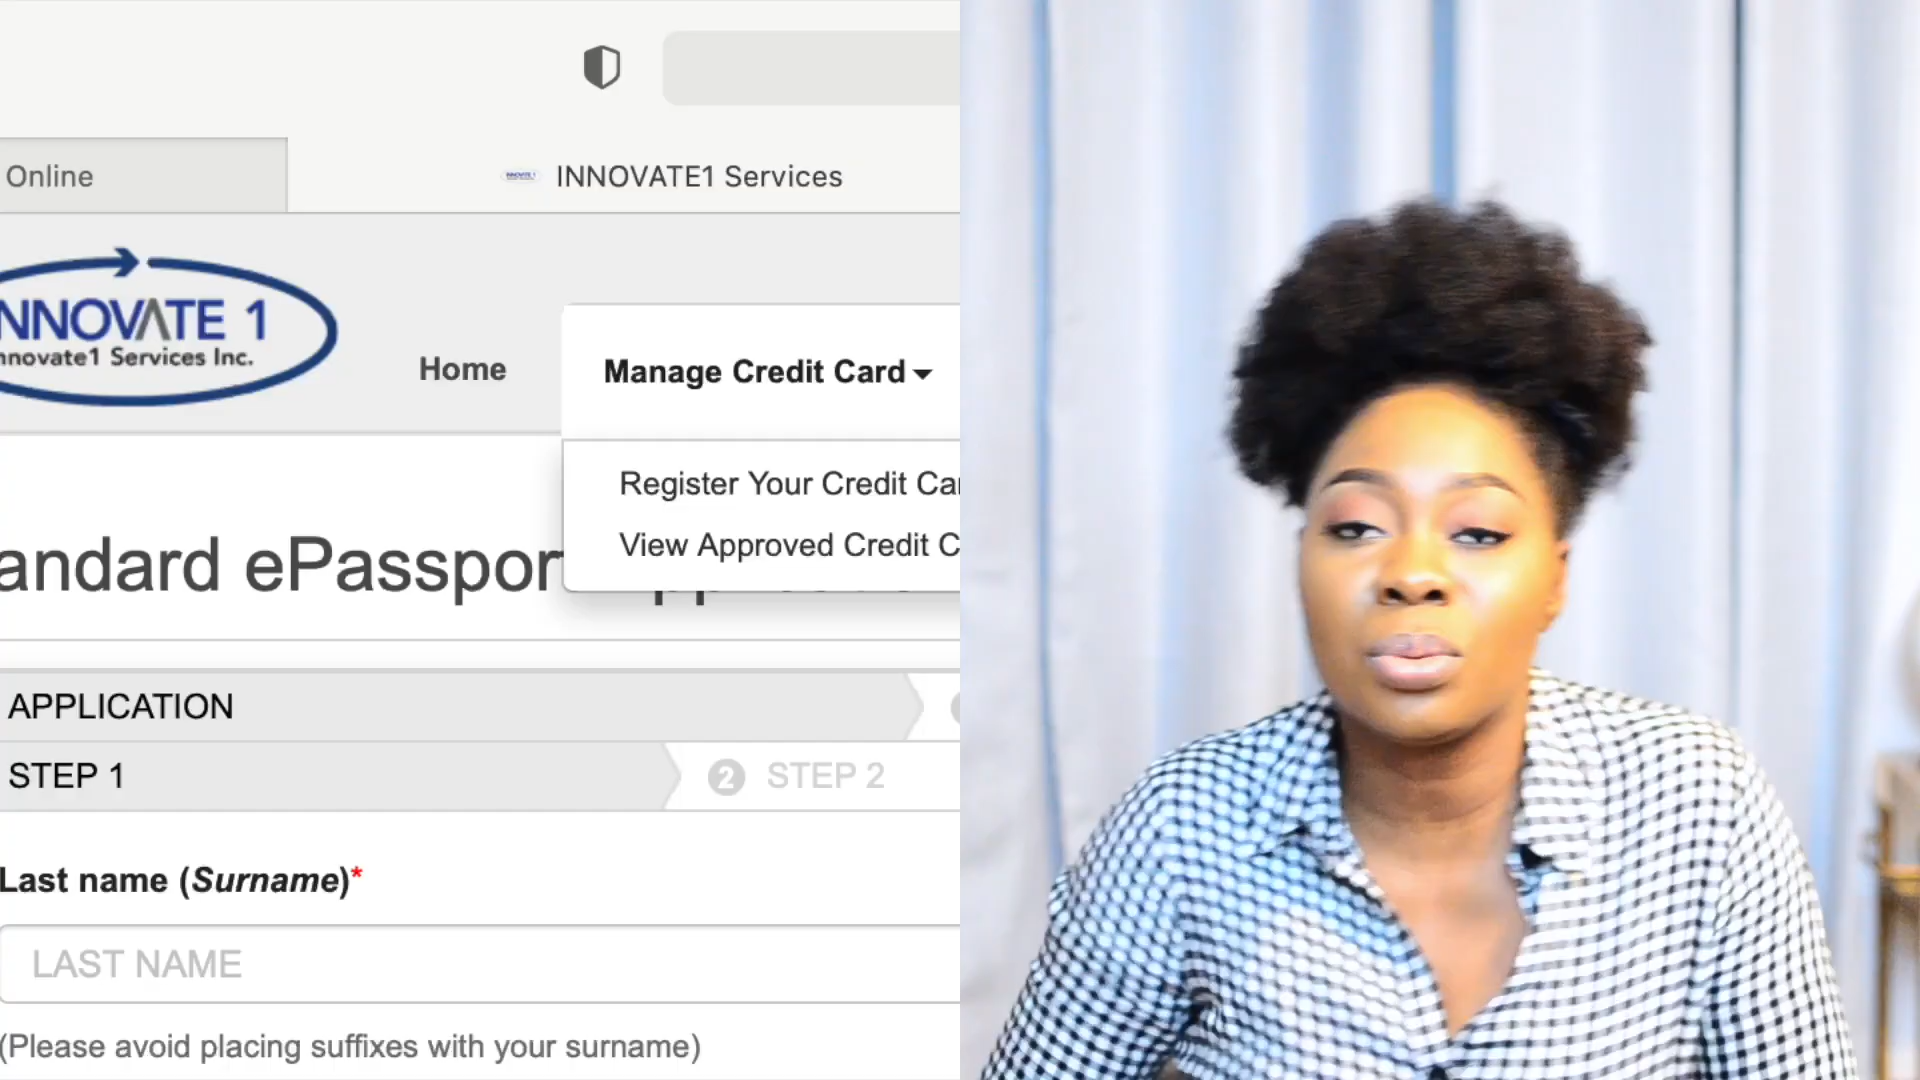 Online
INNOVATE1 Services
NNOVATE 1
nnovate1 Services Inc.
Home
Manage Credit Card
Register Your Credit Car
View Approved Credit C
andard ePassport
APPLICATION
STEP 1
2 STEP 2
Last name (Surname)*
LAST NAME
(Please avoid placing suffixes with your surname)